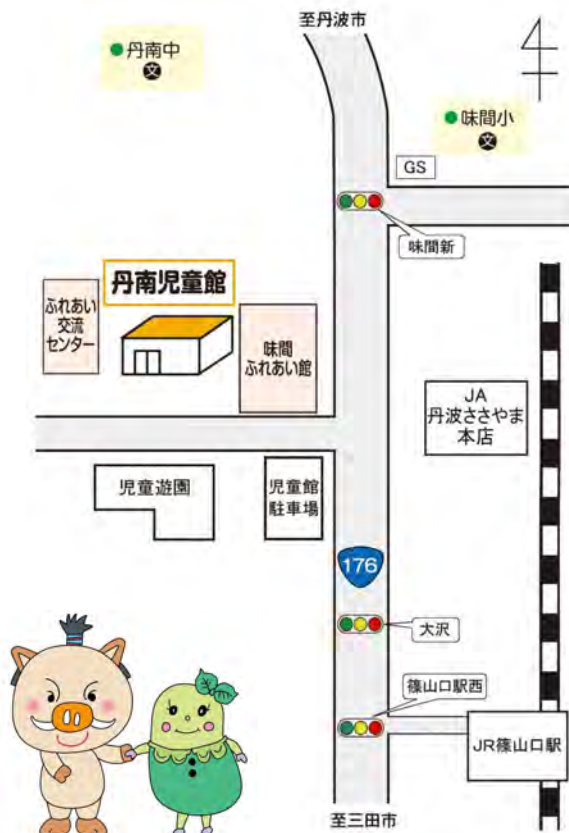 至丹波市
丹南中
文
味間小
文
GS
味間新
丹南児童館
ふれあい
交流
センター
味間
ふれあい館
JA
丹波ささやま
本店
児童遊園
児童館
駐車場
176
大沢
篠山口駅西
JR篠山口駅
至三田市